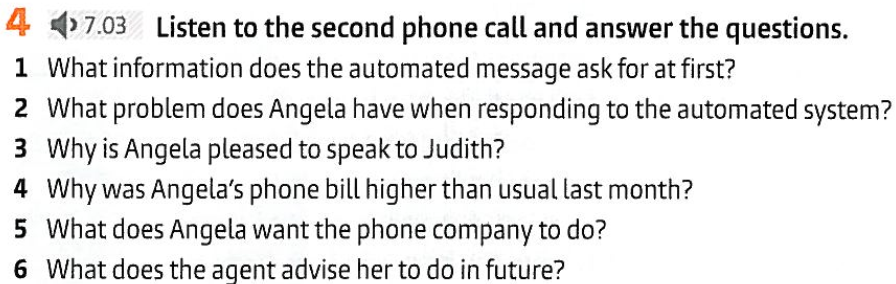 4 7.03 Listen to the second phone call and answer the questions.
1 What information does the automated message ask for at first?
2 What problem does Angela have when responding to the automated system?
3 Why is Angela pleased to speak to Judith?
4 Why was Angela's phone bill higher than usual last month?
5 What does Angela want the phone company to do?
6 What does the agent advise her to do in future?